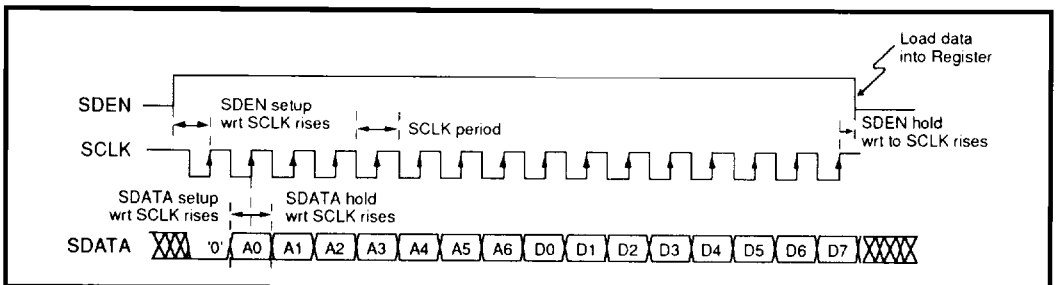 Load data
into Register
SDEN
SDEN setup
wrt SCLK rises
SCLK period
SDEN hold
wrt to SCLK rises
SCLK
SDATA setup
wrt SCLK rises
SDATA hold
wrt SCLK rises
SDATA
'0' A0 A1 A2 A3 A4 A5 A6 D0 D1 D2 D3 D4 D5 D6 D7